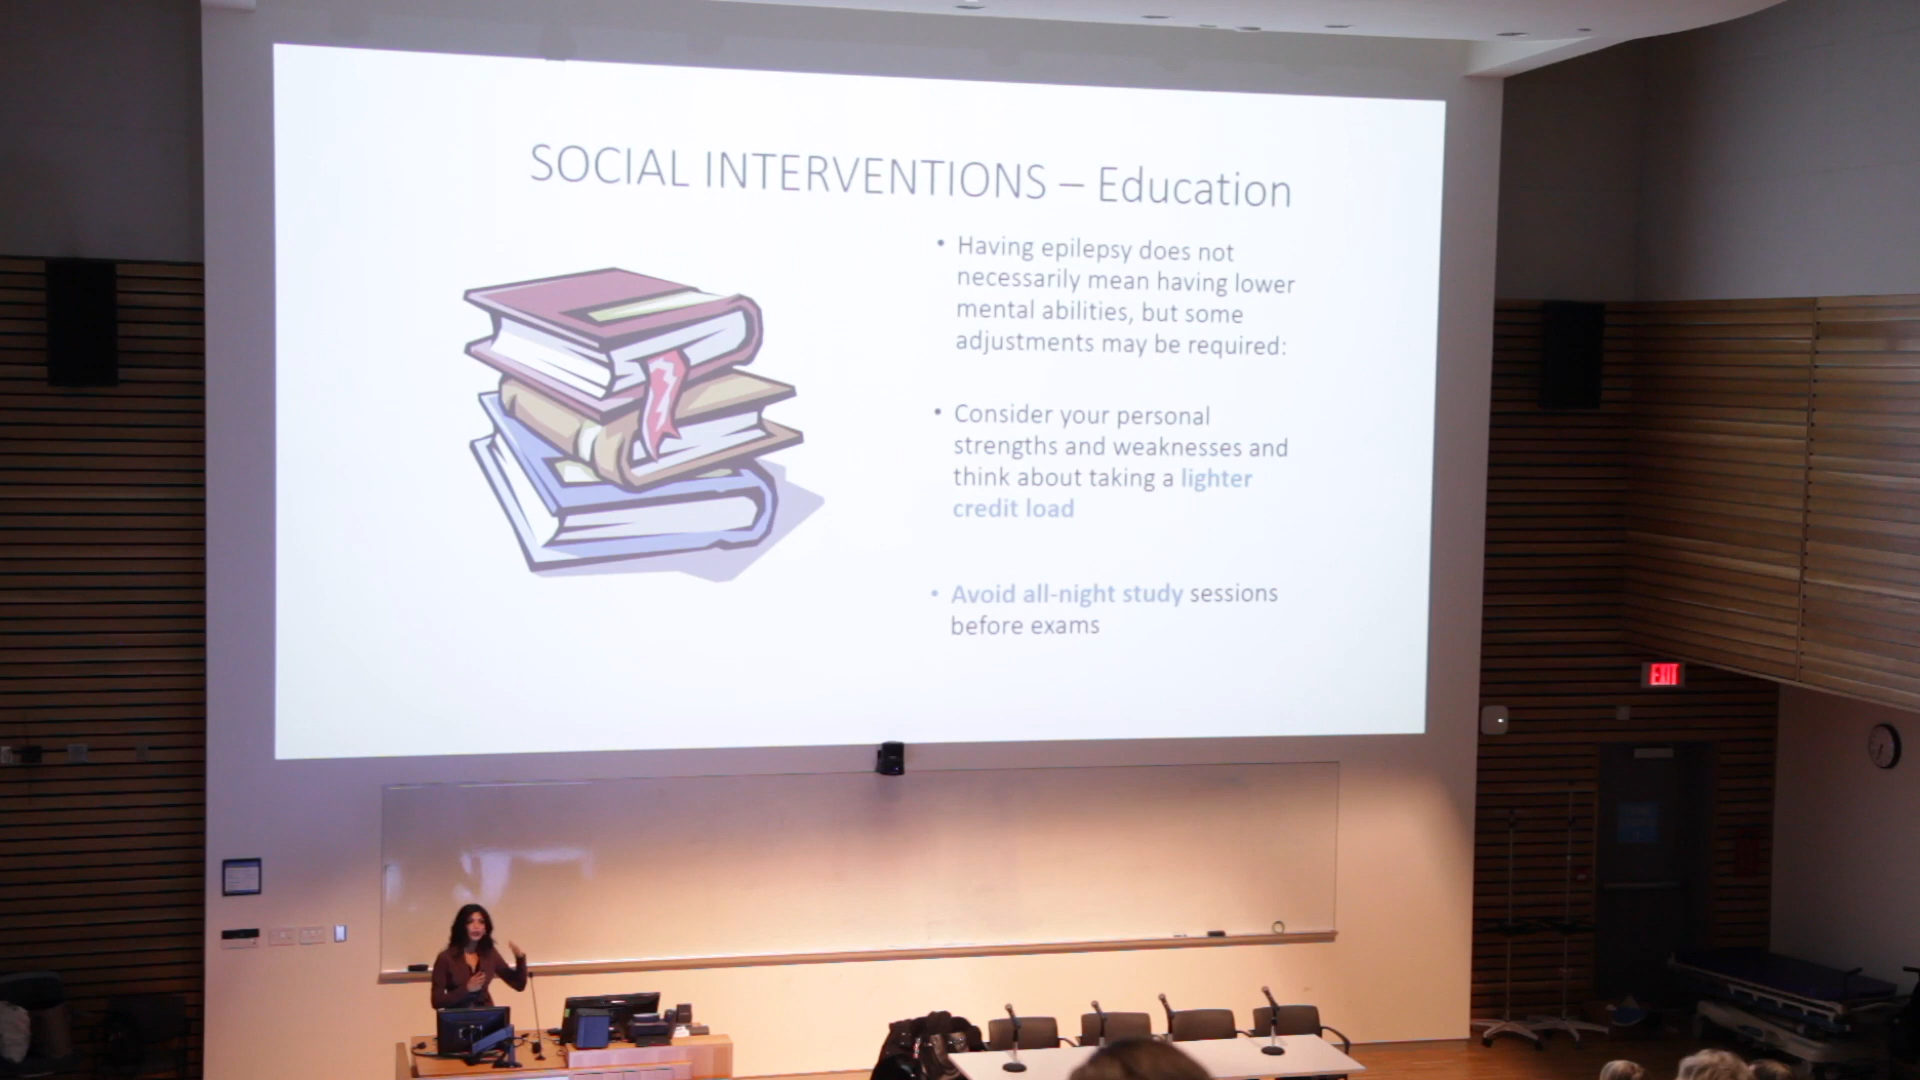 SOCIAL INTERVENTIONS – Education
• Having epilepsy does not
necessarily mean having lower
mental abilities, but some
adjustments may be required:
• Consider your personal
strengths and weaknesses and
think about taking a lighter
credit load
• Avoid all-night study sessions
before exams
EXIT